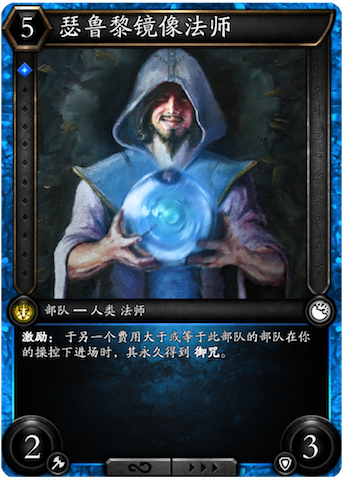 5 瑟鲁黎镜像法师
部队 — 人类 法师
激励： 于另一个费用大于或等于此部队的部队在你
的操控下进场时，其永久得到 御咒。
2 3